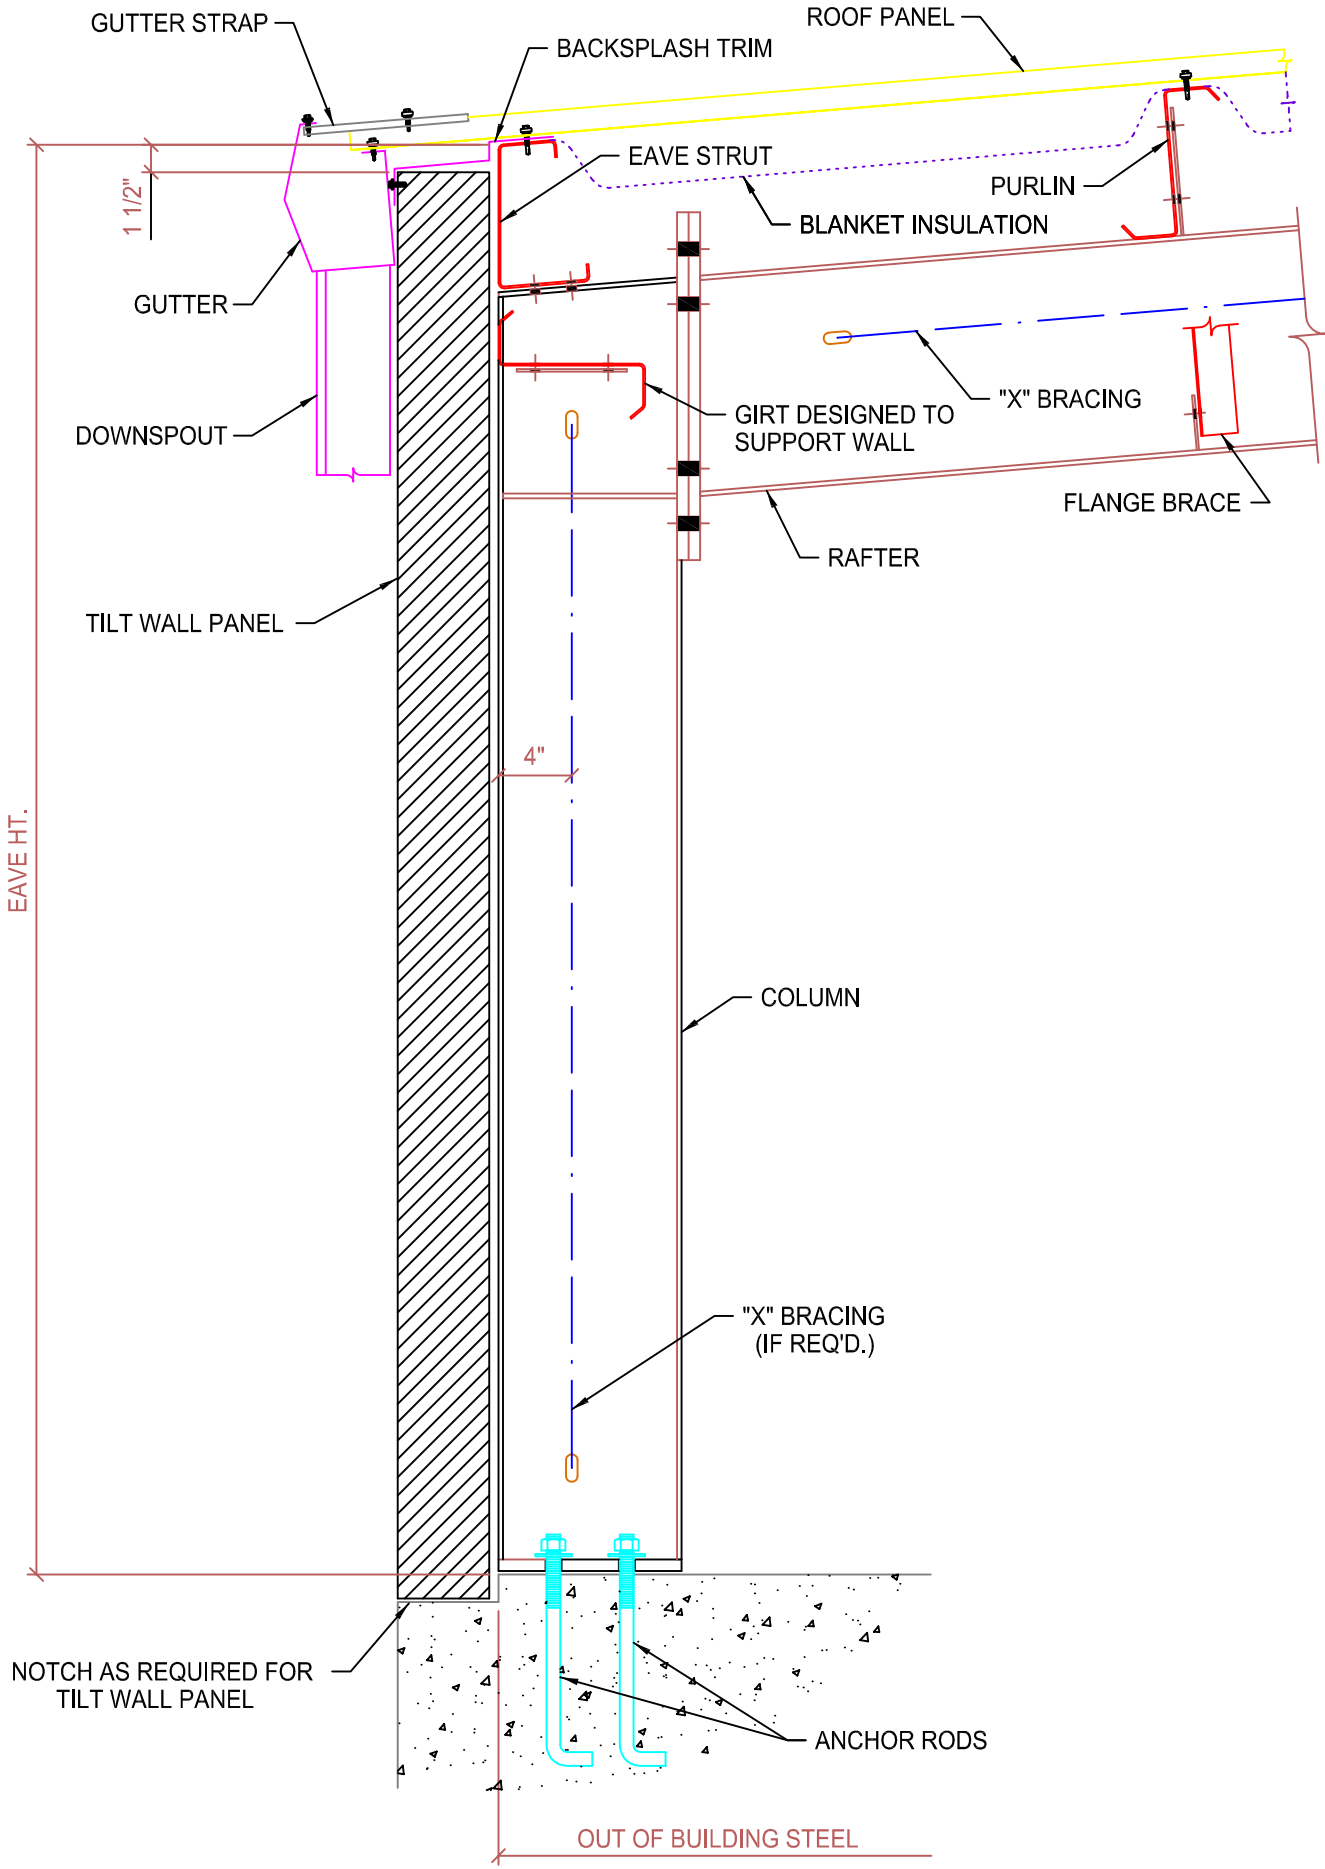 GUTTER STRAP
ROOF PANEL
BACKSPLASH TRIM
EAVE STRUT
PURLIN
1 1/2"
BLANKET INSULATION
GUTTER
"X" BRACING
GIRT DESIGNED TO
SUPPORT WALL
DOWNSPOUT
FLANGE BRACE
RAFTER
TILT WALL PANEL
4"
EAVE HT.
COLUMN
"X" BRACING
(IF REQ'D.)
NOTCH AS REQUIRED FOR
TILT WALL PANEL
ANCHOR RODS
OUT OF BUILDING STEEL